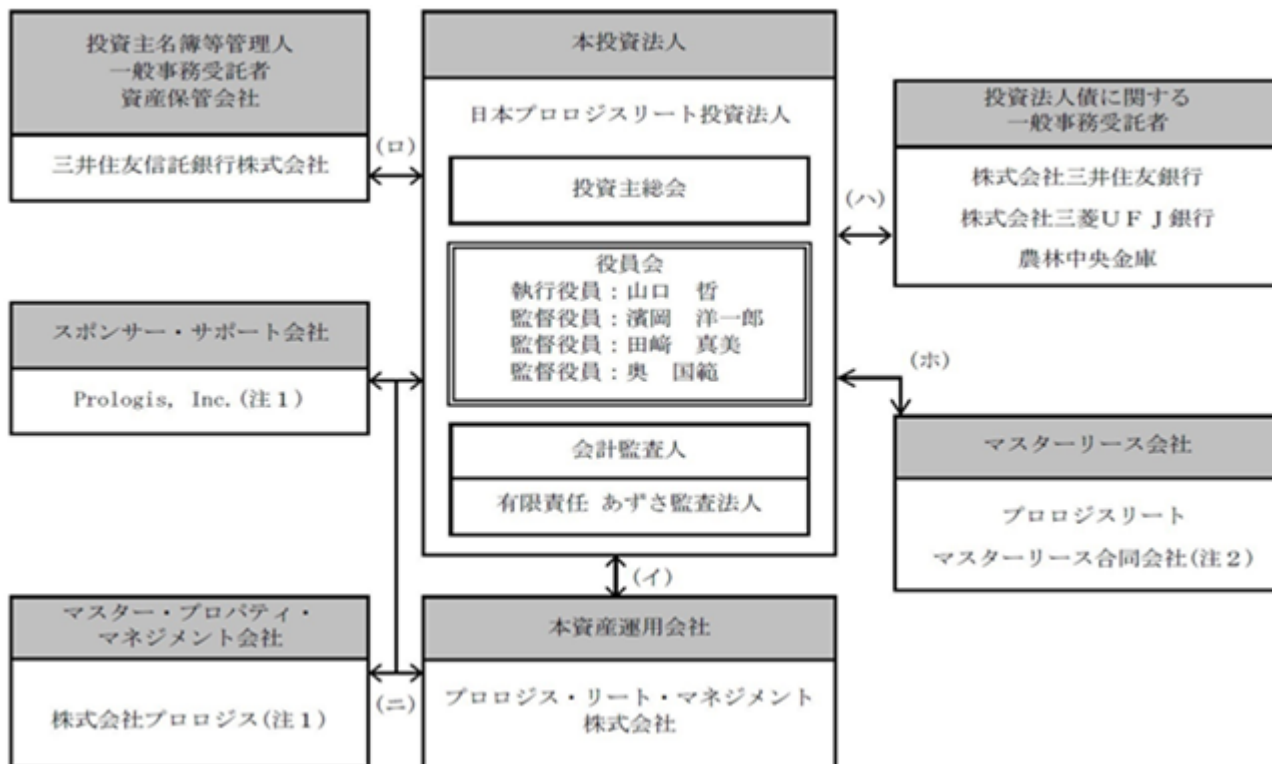 投資主名簿等管理人
一般事務受託者
資産保管会社
三井住友信託銀行株式会社
(ロ)
本投資法人
日本プロロジスリート投資法人
投資主総会
役員会
執行役員:山口 哲
監督役員:濱岡 洋一郎
監督役員:田﨑 真美
監督役員:奥 国範
会計監査人
有限責任 あずさ監査法人
(ハ)
投資法人債に関する
一般事務受託者
株式会社三井住友銀行
株式会社三菱UFJ銀行
農林中央金庫
スポンサー・サポート会社
Prologis, Inc.(注1)
(ホ)
マスターリース会社
プロロジスリート
マスターリース合同会社(注2)
(イ)
マスター・プロパティ・
マネジメント会社
株式会社プロロジス(注1)
(ニ)
本資産運用会社
プロロジス・リート・マネジメント
株式会社